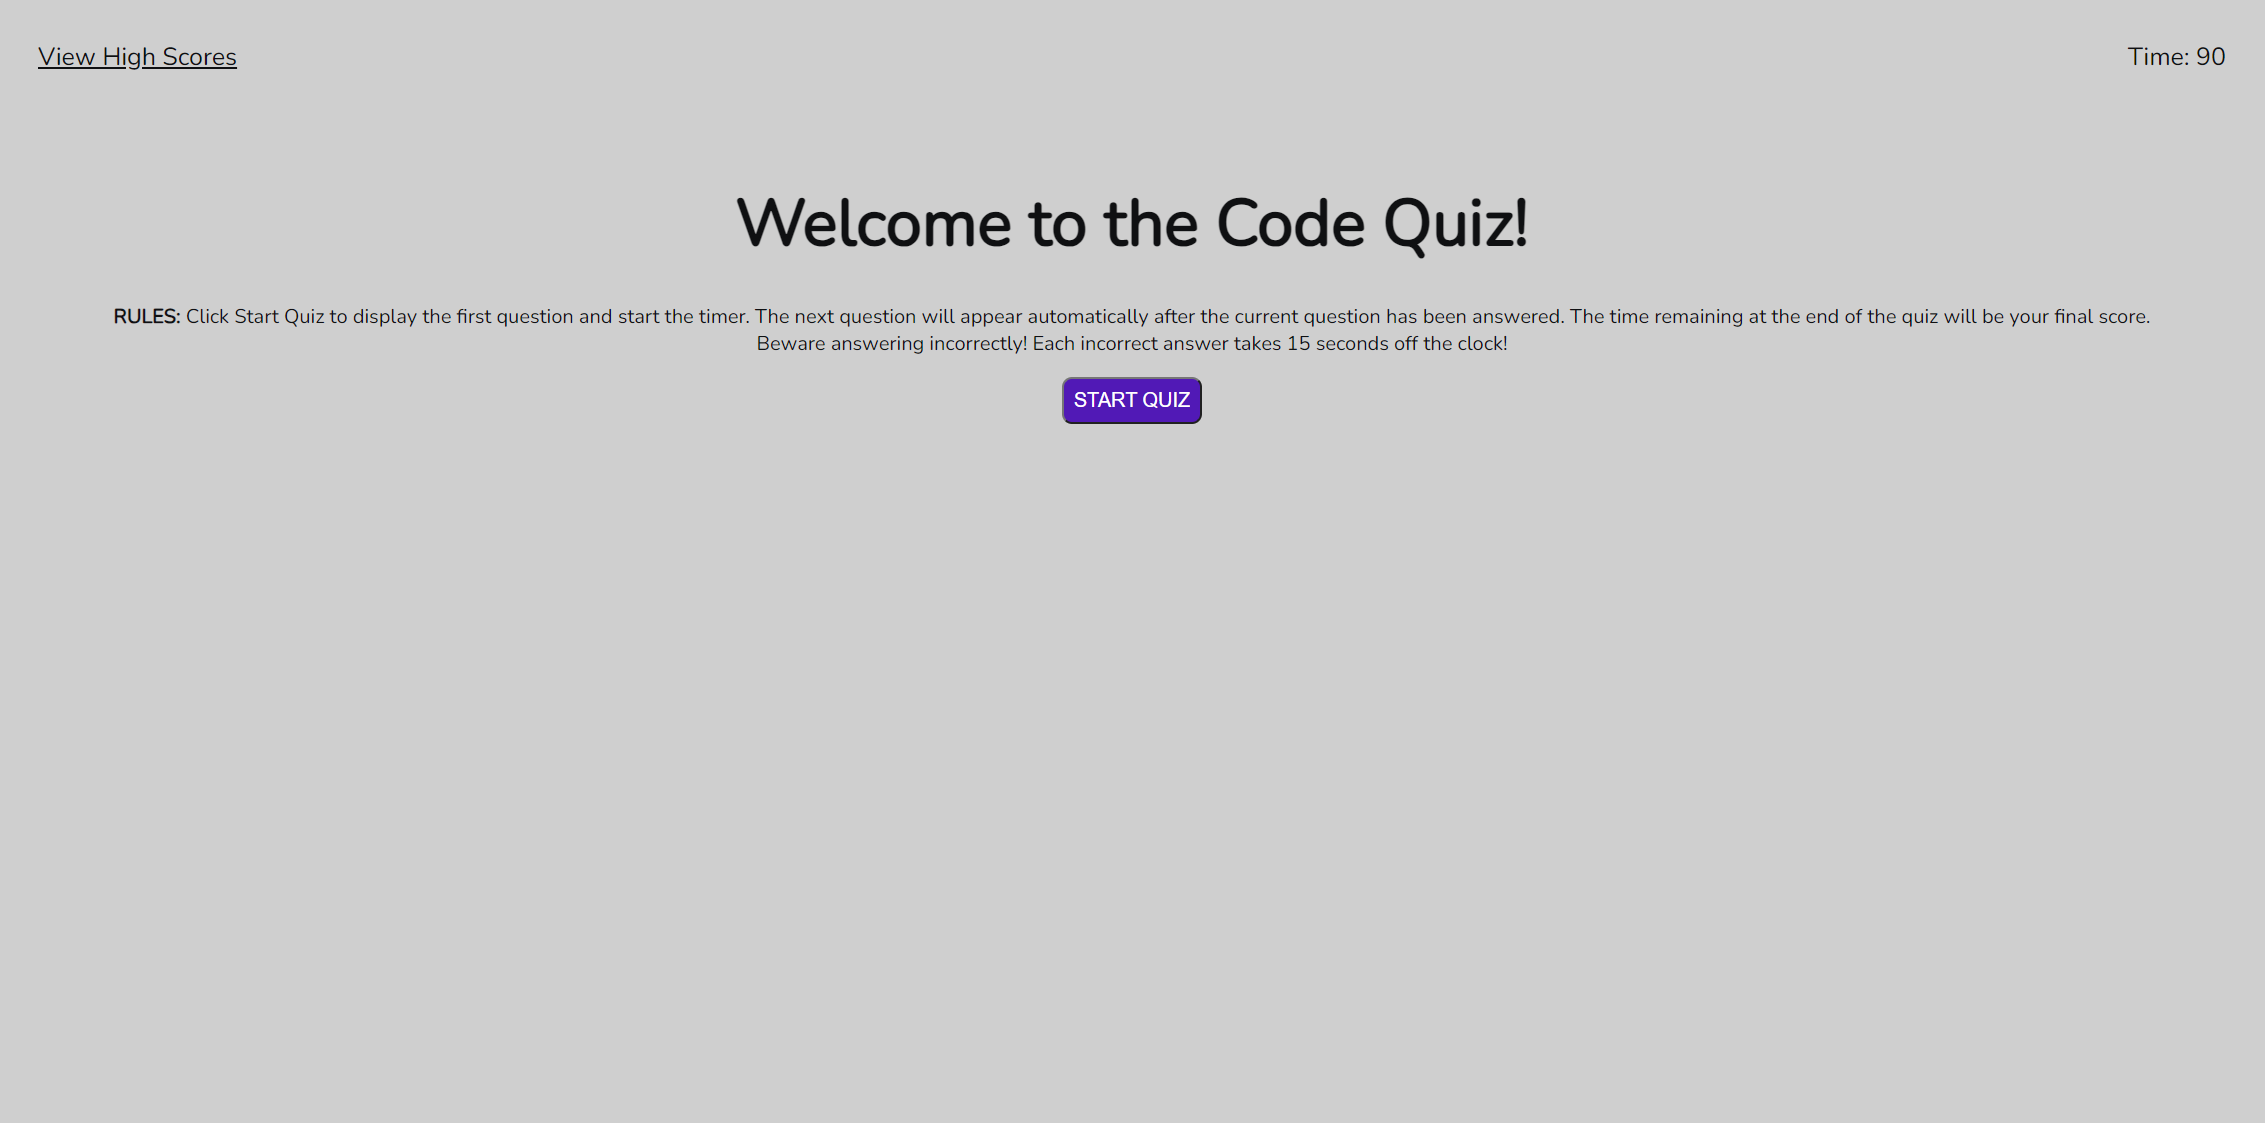 View High Scores
Time: 90
Welcome to the Code Quiz!
RULES: Click Start Quiz to display the first question and start the timer. The next question will appear automatically after the current question has been answered. The time remaining at the end of the quiz will be your final score.
Beware answering incorrectly! Each incorrect answer takes 15 seconds off the clock!
START QUIZ